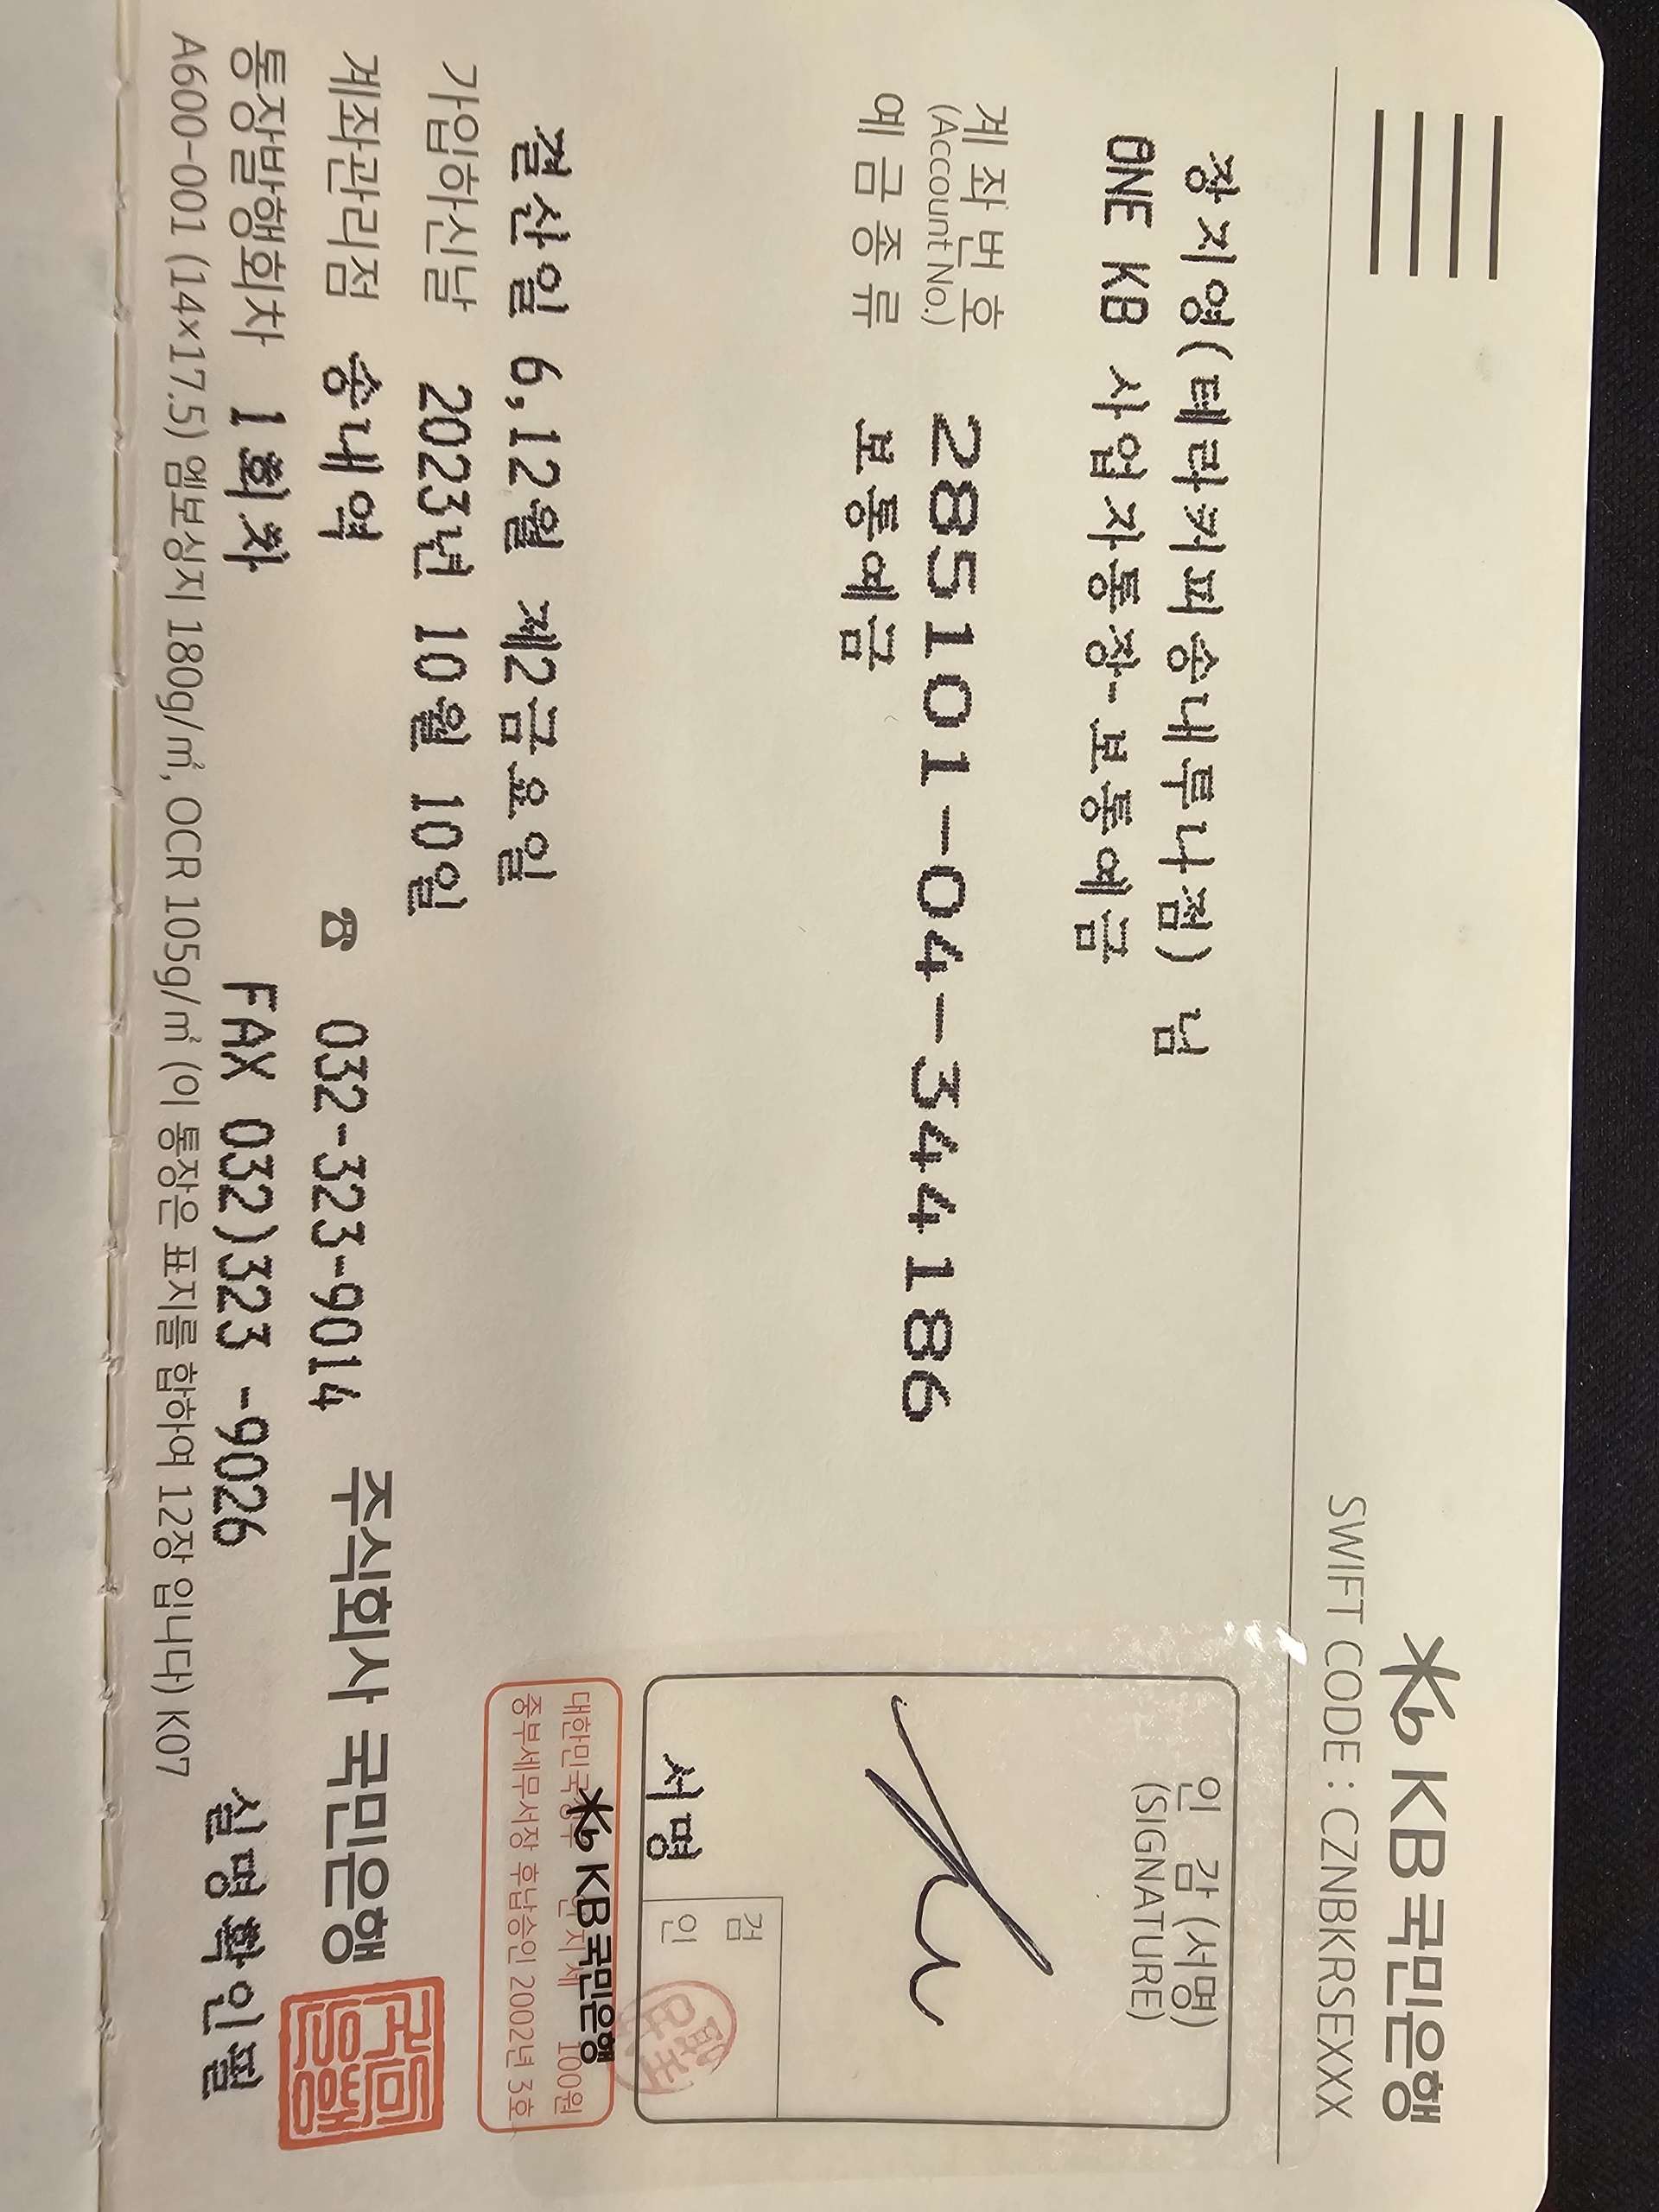 KB국민은행
SWIFT CODE : CZNBKRSEXXX
장지영(테라커피송내투나점) 님
ONE KB 사업자통장-보통예금
인 감 (서명)
(SIGNATURE)
계 좌 번 호
(Account No.) 285101-04-344186
예 금 종 류 보통예금
서명
검
인
KB국민은행
대한민국정부 인지세 100원
중부세무서장 후납승인 2002년 3호
결산일 6,12월 제2금요일
가입하신날 2023년 10월 10일
계좌관리점 송내역 ☎ 032-323-9014 주식회사 국민은행
통장발행회차 1 회차 FAX 032)323 -9026 실명확인필
A600-001 (14×17.5) 엠보싱지 180g/㎡, OCR 105g/㎡ (이 통장은 표지를 함하여 12장 입니다) K07